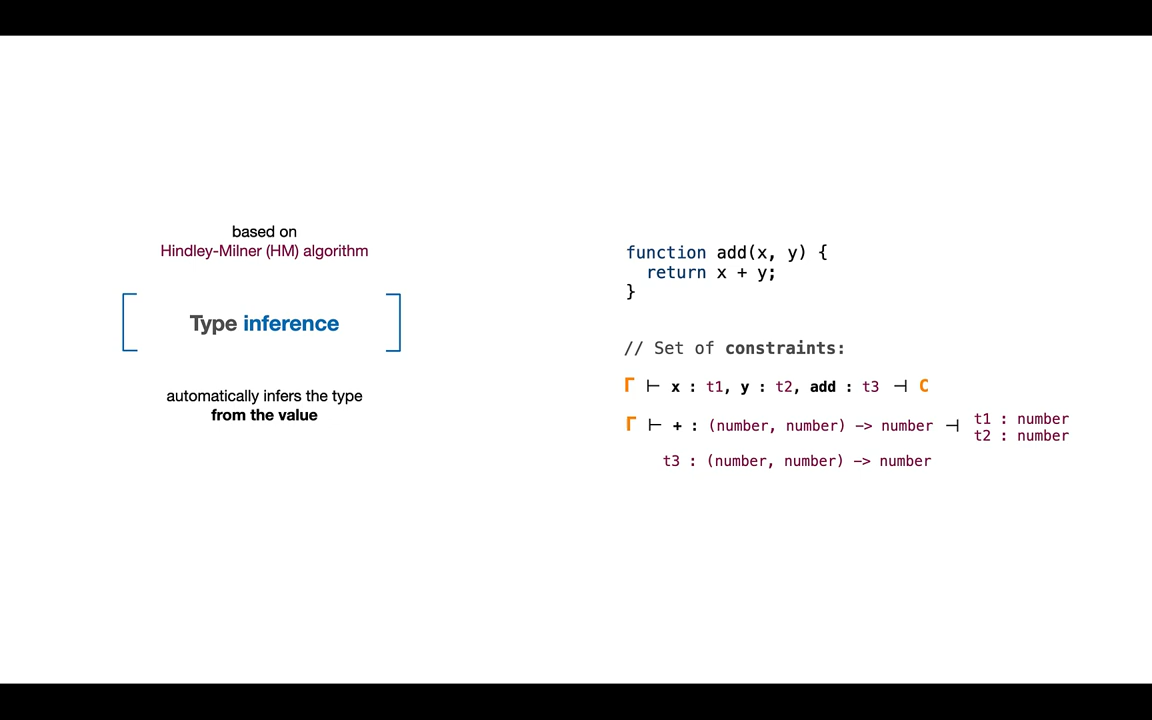 based on
Hindley-Milner (HM) algorithm
Type inference
automatically infers the type
from the value
function add(x, y) {
  return x + y;
}
// Set of constraints:
Γ ⊢ x : t1, y : t2, add : t3 ⊣ C
Γ ⊢ + : (number, number) -> number ⊣ t1 : number
t2 : number
t3 : (number, number) -> number